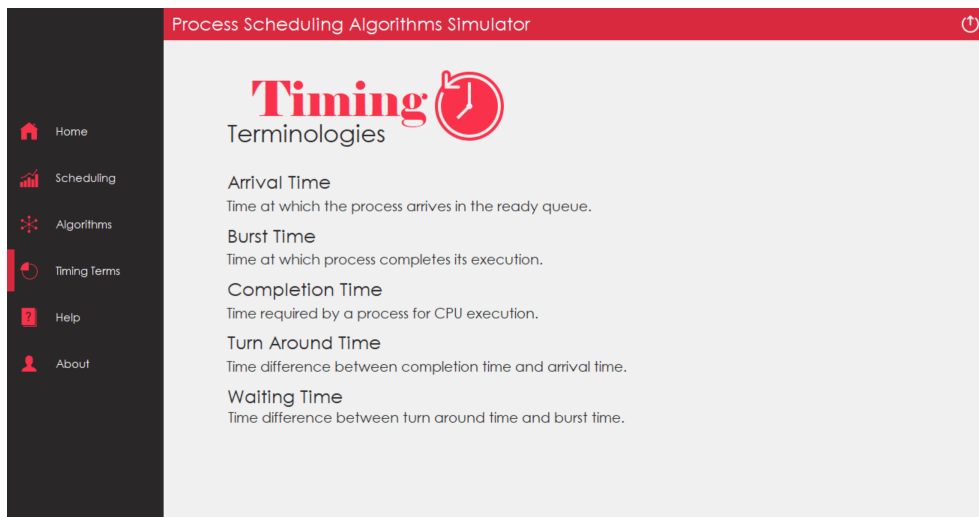 Process Scheduling Algorithms Simulator
Home
Scheduling
Algorithms
Timing Terms
Help
About
Timing
Terminologies
Arrival Time
Time at which the process arrives in the ready queue.
Burst Time
Time at which process completes its execution.
Completion Time
Time required by a process for CPU execution.
Turn Around Time
Time difference between completion time and arrival time.
Waiting Time
Time difference between turn around time and burst time.